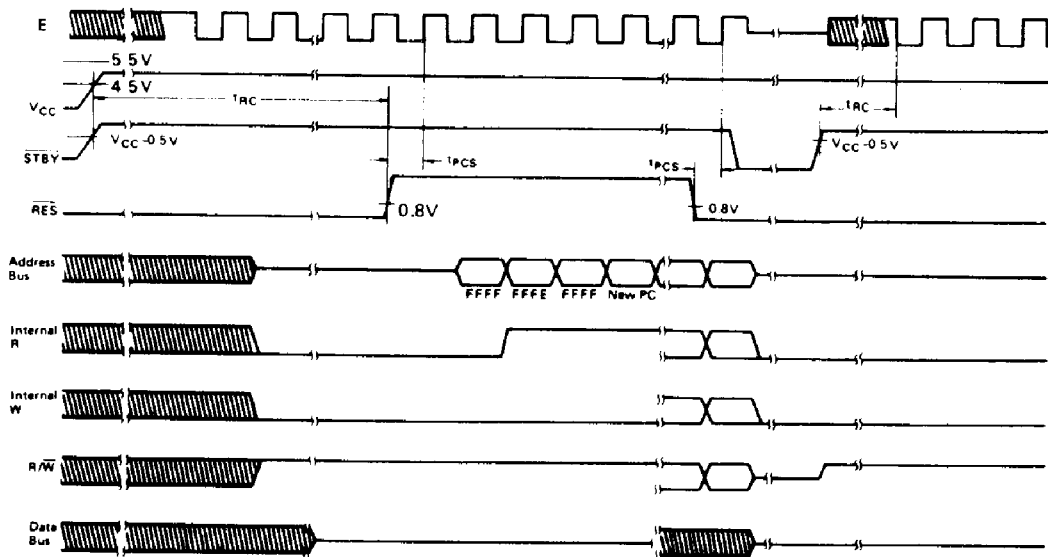 E
5.5V
4.5V
VCC
tRC
tRC
VCC -0.5V
VCC -0.5V
STBY
tPCS
tPCS
RES
0.8V
0.8V
Address
Bus
FFFF FFFE FFFF New PC
Internal
R
Internal
W
R/W
Data
Bus